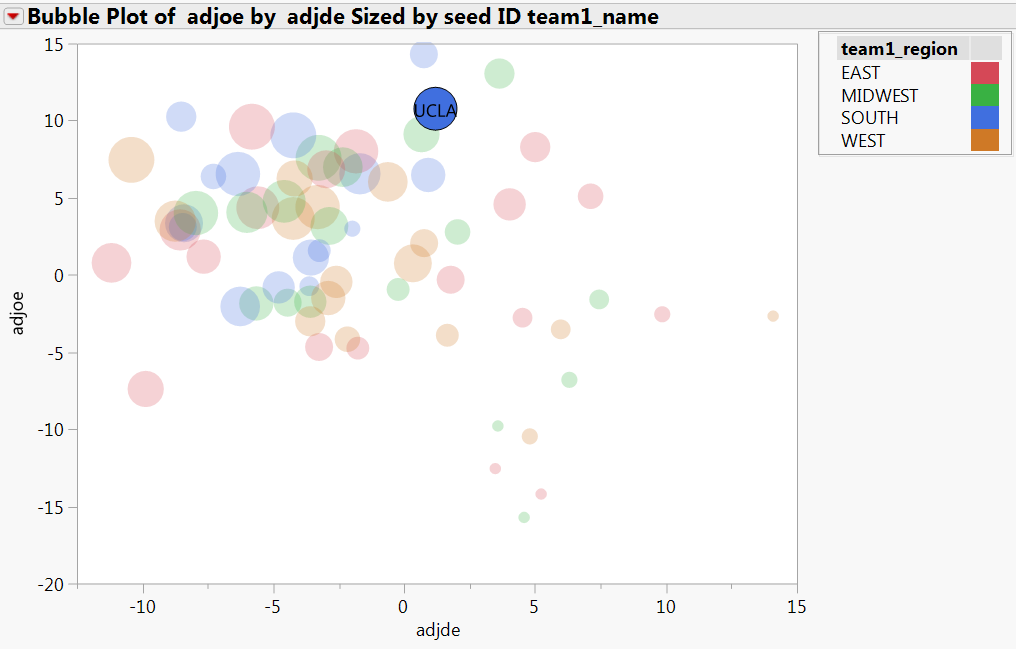 Bubble Plot of adjoe by adjde Sized by seed ID team1_name
team1_region
EAST
MIDWEST
SOUTH
WEST
15
10
5
0
-5
-10
-15
-20
adjoe
UCLA
-10
-5
0
5
10
15
adjde